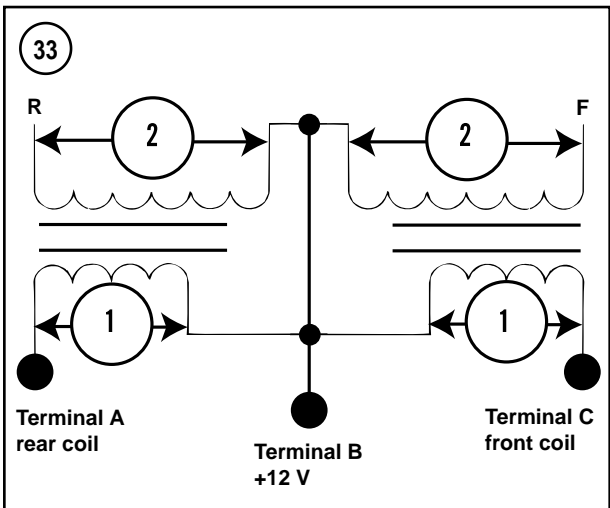 33
R
2
2
F
1
1
Terminal A
rear coil
Terminal B
+12 V
Terminal C
front coil